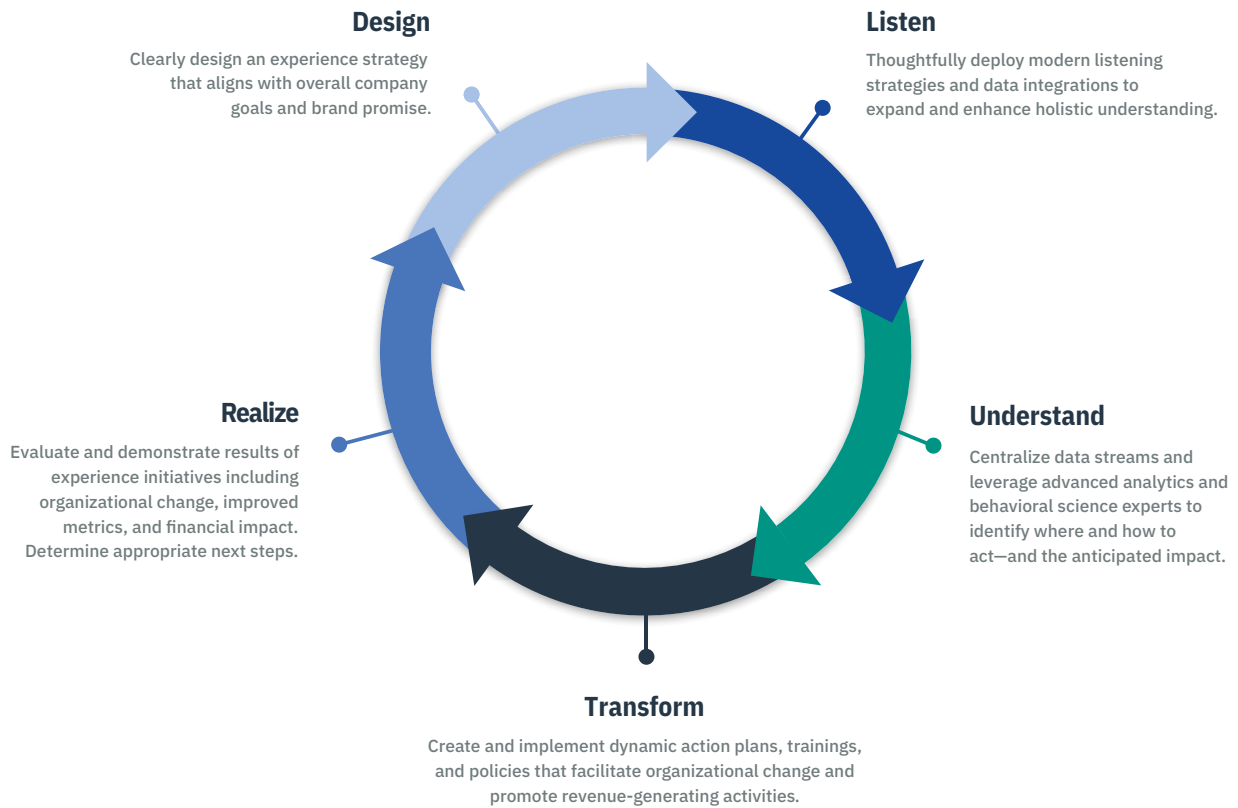 Design
Clearly design an experience strategy
that aligns with overall company
goals and brand promise.
Listen
Thoughtfully deploy modern listening
strategies and data integrations to
expand and enhance holistic understanding.
Understand
Centralize data streams and
leverage advanced analytics and
behavioral science experts to
identify where and how to
act—and the anticipated impact.
Transform
Create and implement dynamic action plans, trainings,
and policies that facilitate organizational change and
promote revenue-generating activities.
Realize
Evaluate and demonstrate results of
experience initiatives including
organizational change, improved
metrics, and financial impact.
Determine appropriate next steps.